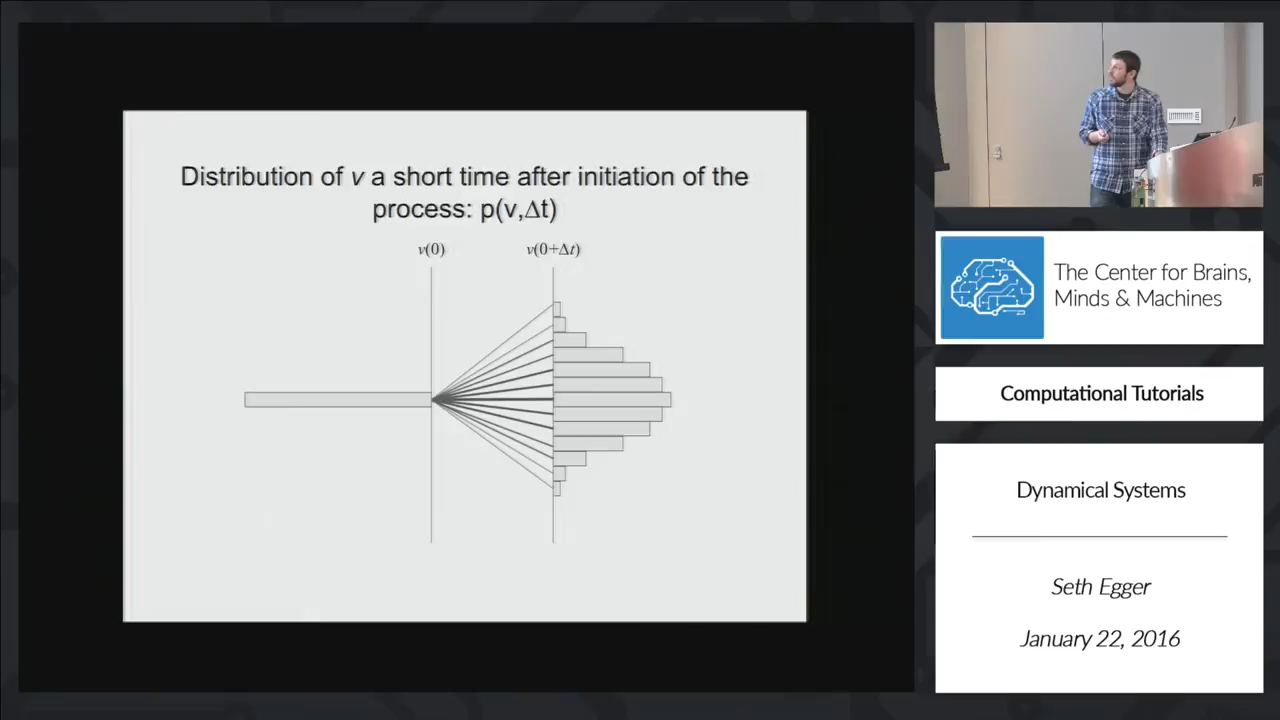 Distribution of v a short time after initiation of the
process: p(v,Δt)
v(0)
v(0+Δt)
The Center for Brains,
Minds & Machines
Computational Tutorials
Dynamical Systems
Seth Egger
January 22, 2016